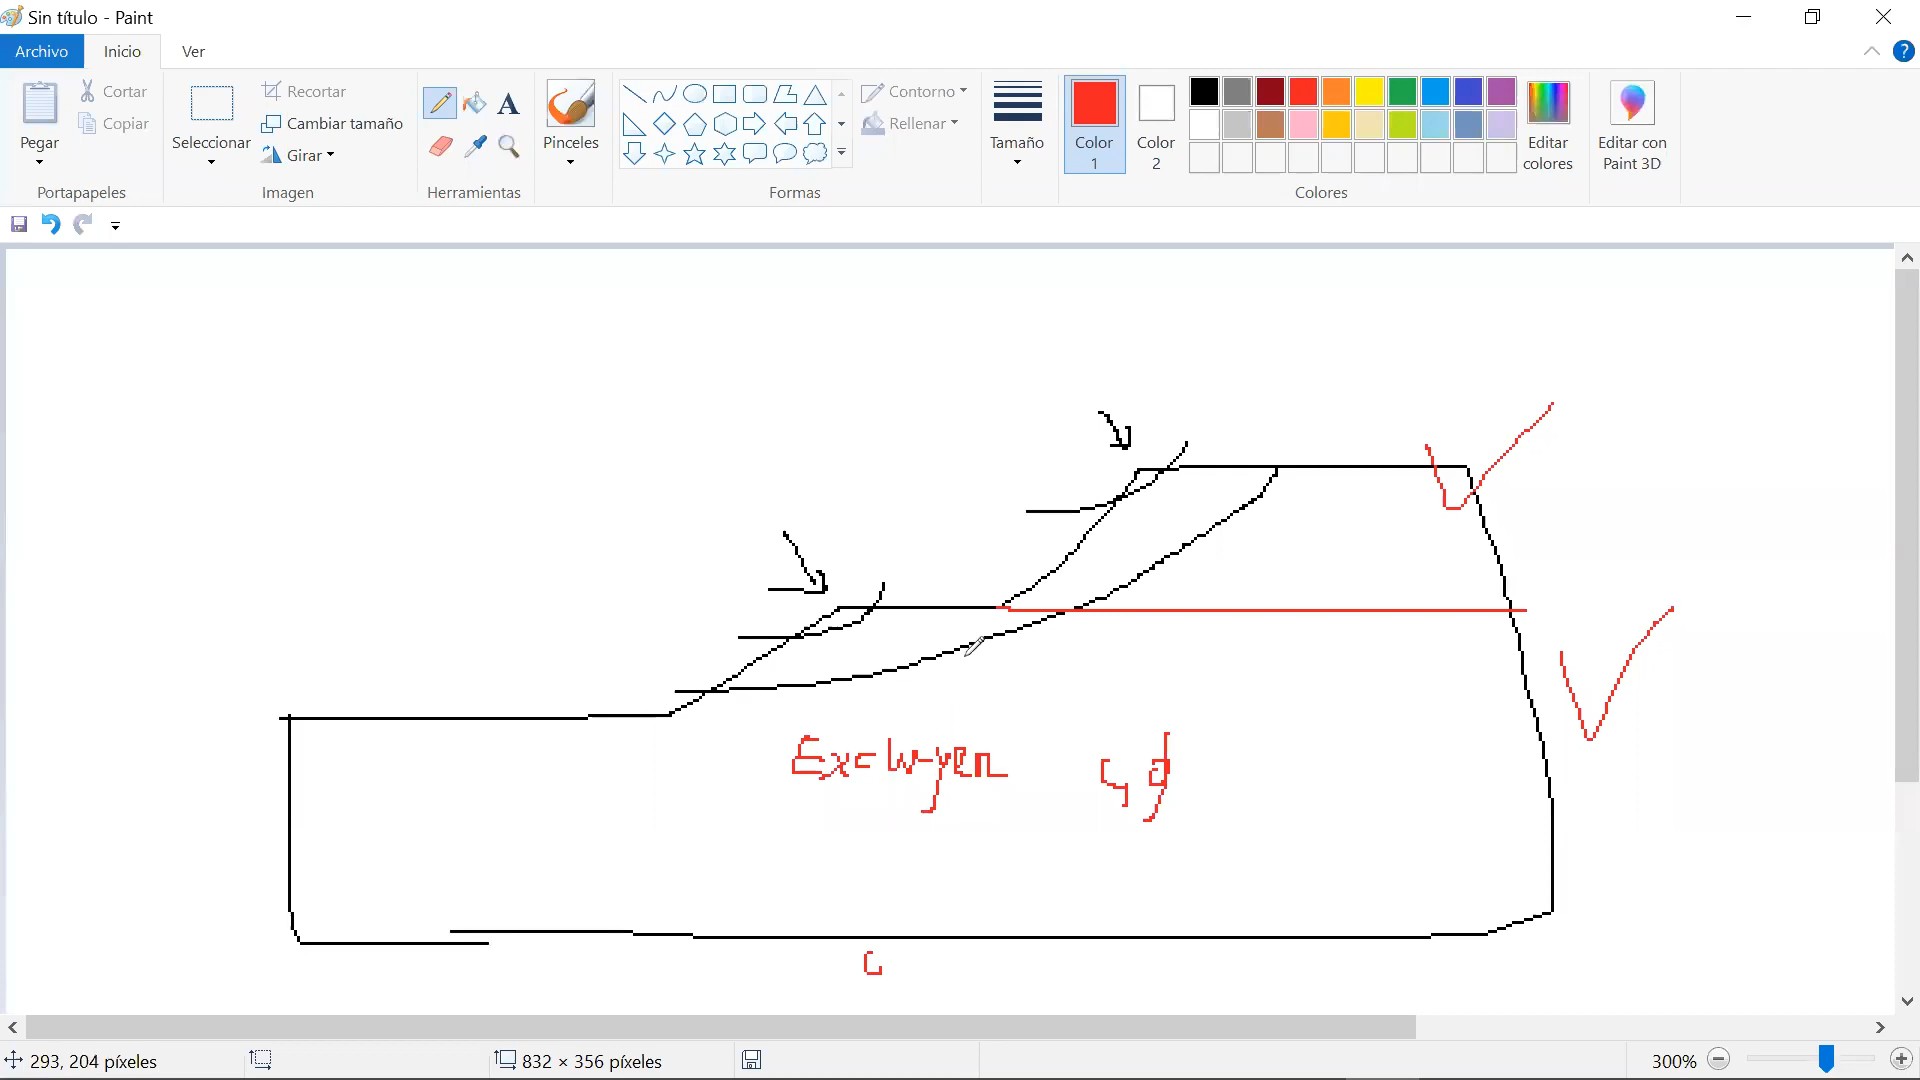 Sin título - Paint
Archivo Inicio Ver
Pegar
Cortar
Copiar
Portapapeles
Seleccionar
Recortar
Cambiar tamaño
Girar
Imagen
Herramientas
Pinceles
Formas
Contorno
Rellenar
Tamaño
Color 1
Color 2
Colores
Editar colores
Editar con Paint 3D
Excluyen
293, 204 píxeles
832 × 356 píxeles
300%